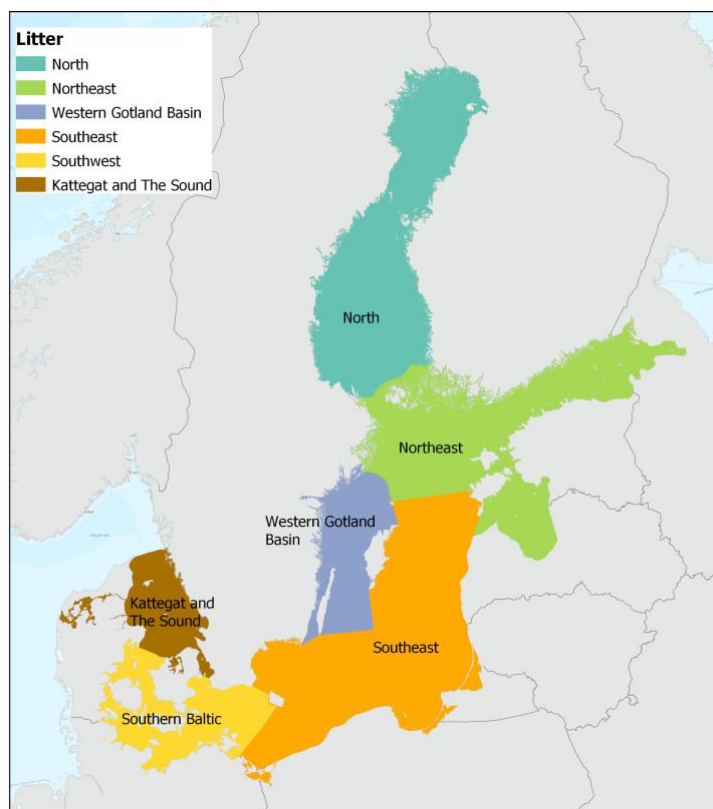 Litter
North
Northeast
Western Gotland Basin
Southeast
Southwest
Kattegat and The Sound
North
Northeast
Western Gotland
Basin
Kattegat and
The Sound
Southeast
Southern Baltic